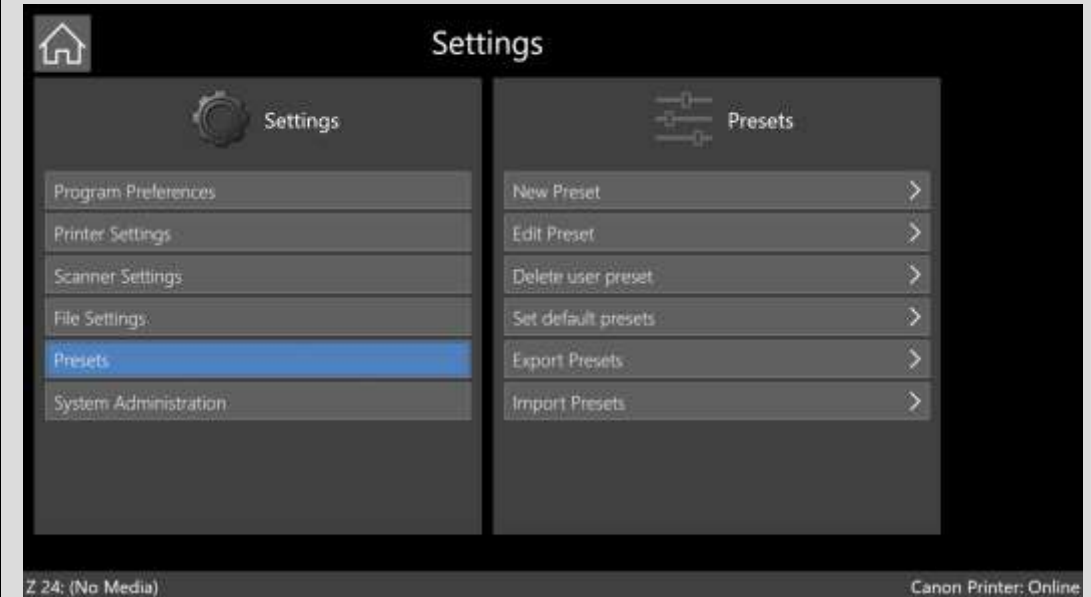 Settings
Settings
Program Preferences
Printer Settings
Scanner Settings
File Settings
Presets
System Administration
Presets
New Preset
Edit Preset
Delete user preset
Set default presets
Export Presets
Import Presets
Z 24: (No Media)
Canon Printer: Online